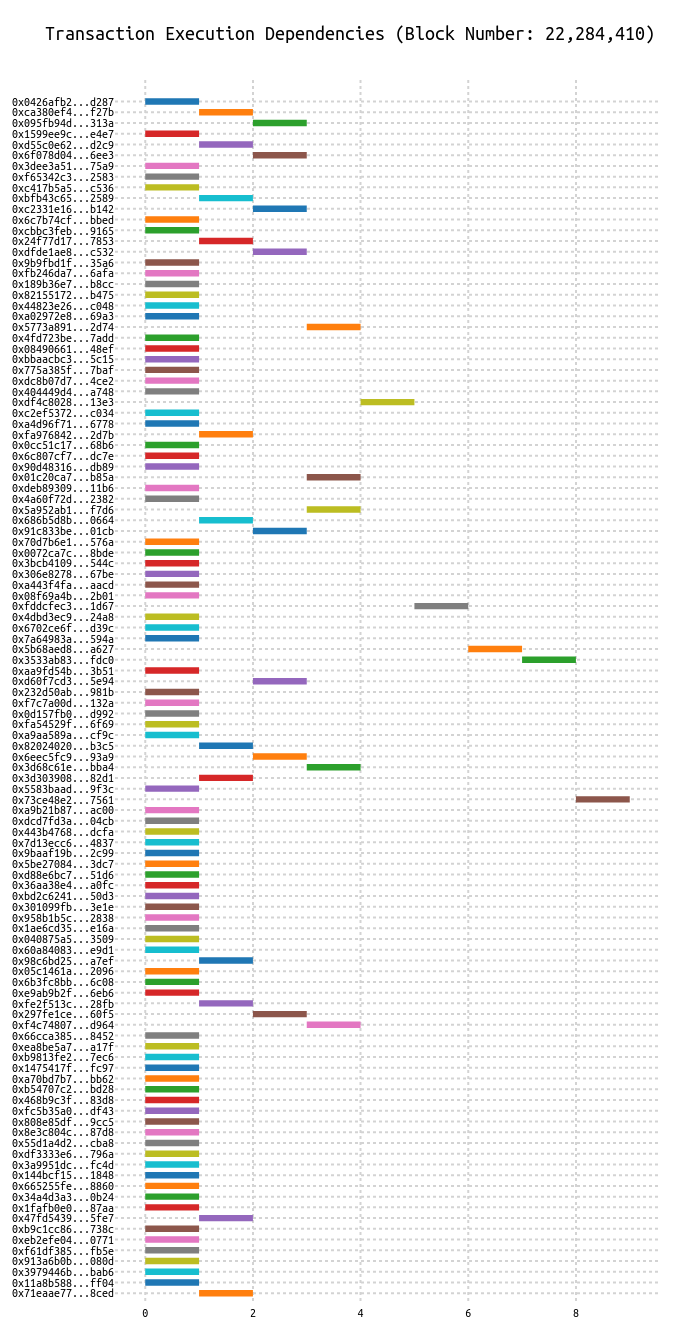 Transaction Execution Dependencies (Block Number: 22,284,410)
0x0426afb2...d287
0xca380ef4...f27b
0x095fb94d...313a
0x1599ee9c...e4e7
0xd55c0e62...d2c9
0x6f078d04...6ee3
0x3dee3a51...75a9
0xf65342c3...2583
0xc417b5a5...c536
0xbfb43c65...2589
0xc2331e16...b142
0x6c7b74cf...bbed
0xcbbc3feb...9165
0x24f77d17...7853
0xdfde1ae8...c532
0x9b9fbd1f...35a6
0xfb246da7...6afa
0x189b36e7...b8cc
0x82155172...b475
0x44823e26...c048
0xa02972e8...69a3
0x5773a891...2d74
0x4fd723be...7add
0x08490661...48ef
0xbbaacbc3...5c15
0x775a385f...7baf
0xdc8b07d7...4ce2
0x404449d4...a748
0xdf4c8028...13e3
0xc2ef5372...c034
0xa4d96f71...6778
0xfa976842...2d7b
0x0cc51c17...68b6
0x6c807cf7...dc7e
0x90d48316...db89
0x01c20ca7...b85a
0xdeb89309...11b6
0x4a60f72d...2382
0x5a952ab1...f7d6
0x686b5d8b...0664
0x91c833be...01cb
0x70d7b6e1...576a
0x0072ca7c...8bde
0x3bcb4109...544c
0x306e8278...67be
0xa443f4fa...aacd
0x08f69a4b...2b01
0xfddcfec3...1d67
0x4dbd3ec9...24a8
0x6702ce6f...d39c
0x7a64983a...594a
0x5b68aed8...a627
0x3533ab83...fdc0
0xaa9fd54b...3b51
0xd60f7cd3...5e94
0x232d50ab...981b
0xf7c7a00d...132a
0x0d157fb0...d992
0xfa54529f...6f69
0xa9aa589a...cf9c
0x82024020...b3c5
0x6eec5fc9...93a9
0x3d68c61e...bba4
0x3d303908...82d1
0x5583baad...9f3c
0x73ce48e2...7561
0xa9b21b87...ac00
0xdcd7fd3a...04cb
0x443b4768...dcfa
0x7d13ecc6...4837
0x9baaf19b...2c99
0x5be27084...3dc7
0xd88e6bc7...51d6
0x36aa38e4...a0fc
0xbd2c6241...50d3
0x301099fb...3e1e
0x958b1b5c...2838
0x1ae6cd35...e16a
0x040875a5...3509
0x60a84083...e9d1
0x98c6bd25...a7ef
0x05c1461a...2096
0x6b3fc8bb...6c08
0xe9ab9b2f...6eb6
0xfe2f513c...28fb
0x297fe1ce...60f5
0xf4c74807...d964
0x66cca385...8452
0xea8be5a7...a17f
0xb9813fe2...7ec6
0x1475417f...fc97
0xa70bd7b7...bb62
0xb54707c2...bd28
0x468b9c3f...83d8
0xfc5b35a0...df43
0x808e85df...9cc5
0x8e3c804c...87d8
0x55d1a4d2...cba8
0xdf3333e6...796a
0x3a9951dc...fc4d
0x144bcf15...1848
0x665255fe...8860
0x34a4d3a3...0b24
0x1fafb0e0...87aa
0x47fd5439...5fe7
0xb9c1cc86...738c
0xeb2efe04...0771
0xf61df385...fb5e
0x913a6b0b...080d
0x3979446b...bab6
0x11a8b588...ff04
0x71eaae77...8ced
0 2 4 6 8